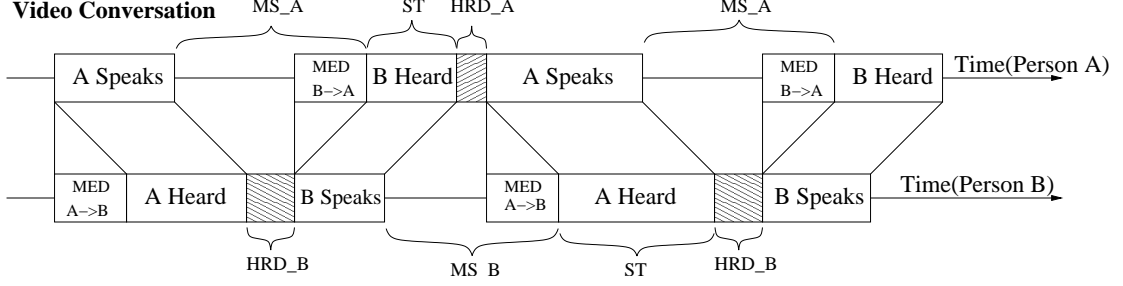 Video Conversation
MS_A ST HRD_A MS_A
A Speaks MED B->A B Heard A Speaks MED B->A B Heard Time(Person A)
MED A->B A Heard B Speaks MED A->B A Heard B Speaks Time(Person B)
HRD_B MS_B ST HRD_B